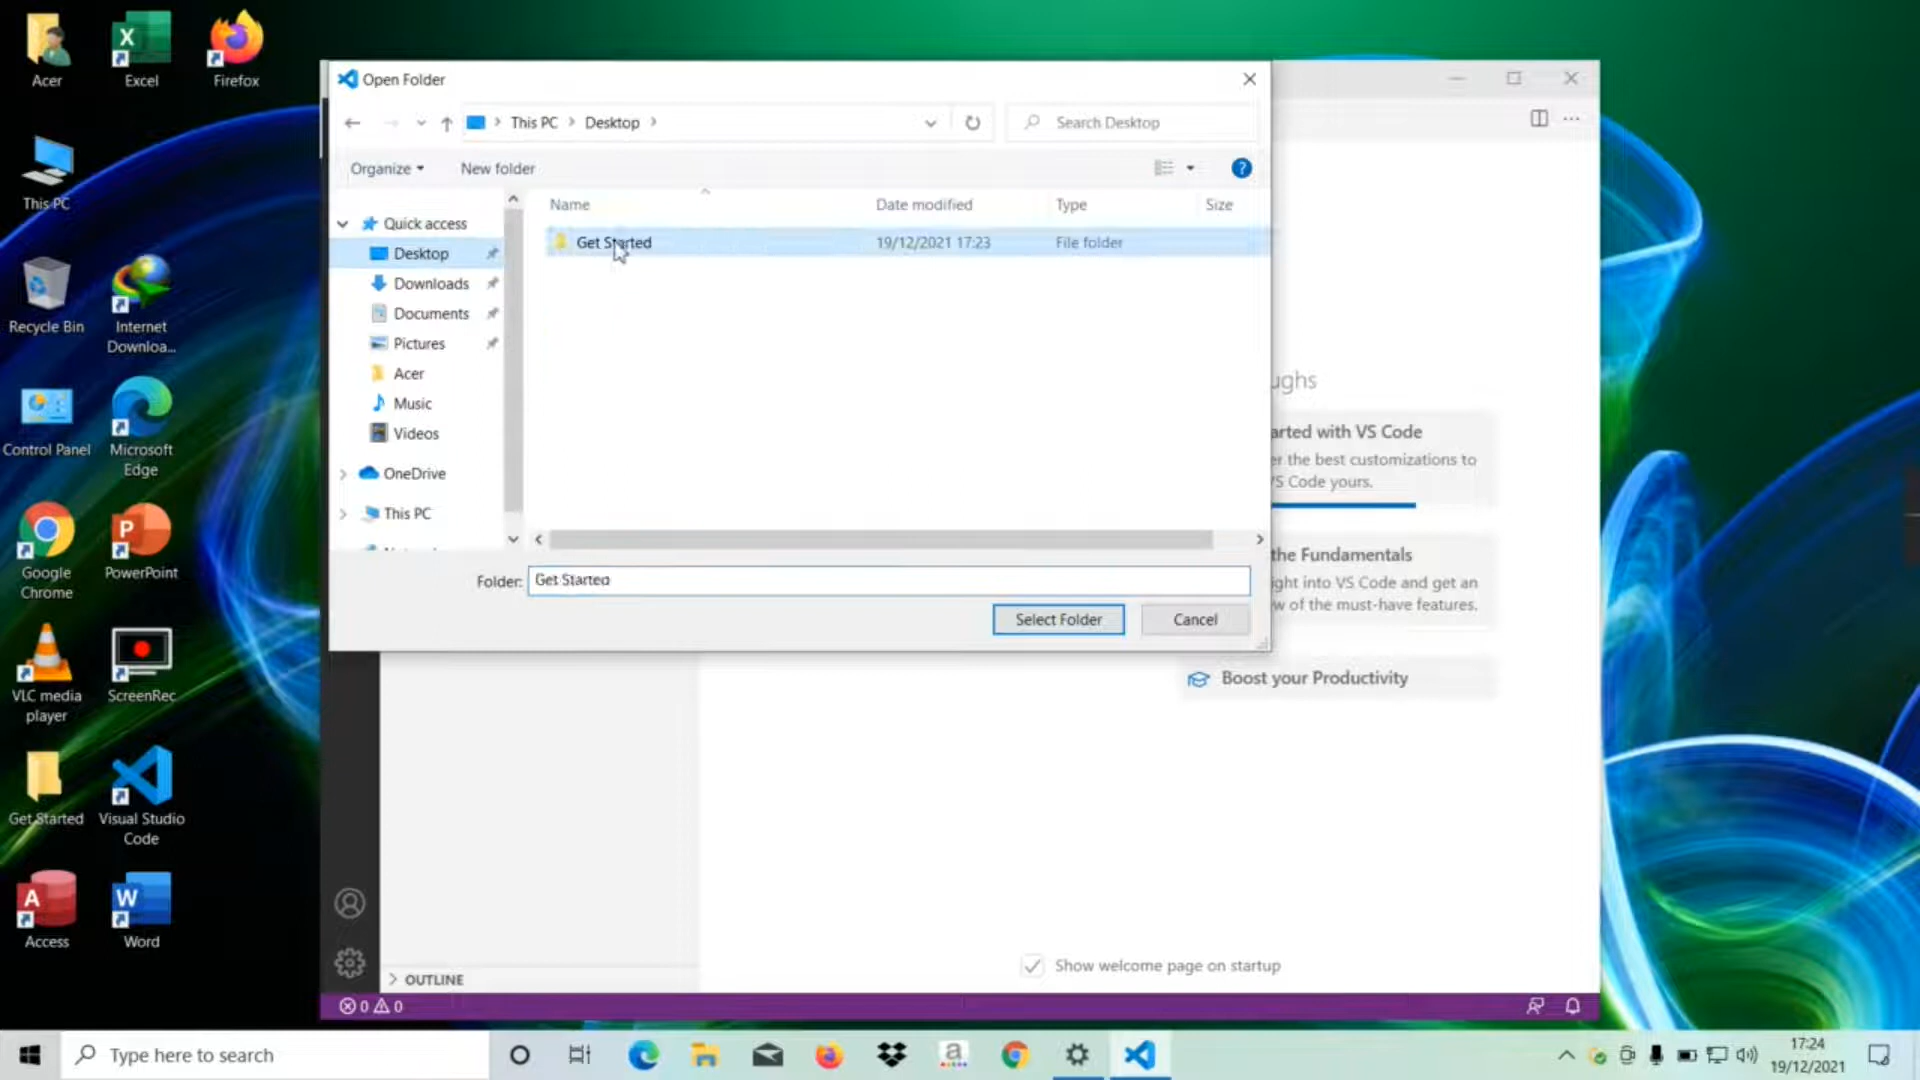 Acer
Excel
Firefox
This PC
Recycle Bin
Internet
Downloa...
Control Panel
Microsoft
Edge
Google
Chrome
PowerPoint
VLC media
player
ScreenRec
Get Started
Visual Studio
Code
Access
Word
Open Folder
This PC
Desktop
Search Desktop
Organize
New folder
Name
Date modified
Type
Size
Get Started
19/12/2021 17:23
File folder
Quick access
Desktop
Downloads
Documents
Pictures
Acer
Music
Videos
OneDrive
This PC
Folder:
Get Started
Select Folder
Cancel
ughs
arted with VS Code
er the best customizations to
VS Code yours.
the Fundamentals
ight into VS Code and get an
w of the must-have features.
Boost your Productivity
Show welcome page on startup
OUTLINE
0
0
Type here to search
17:24
19/12/2021